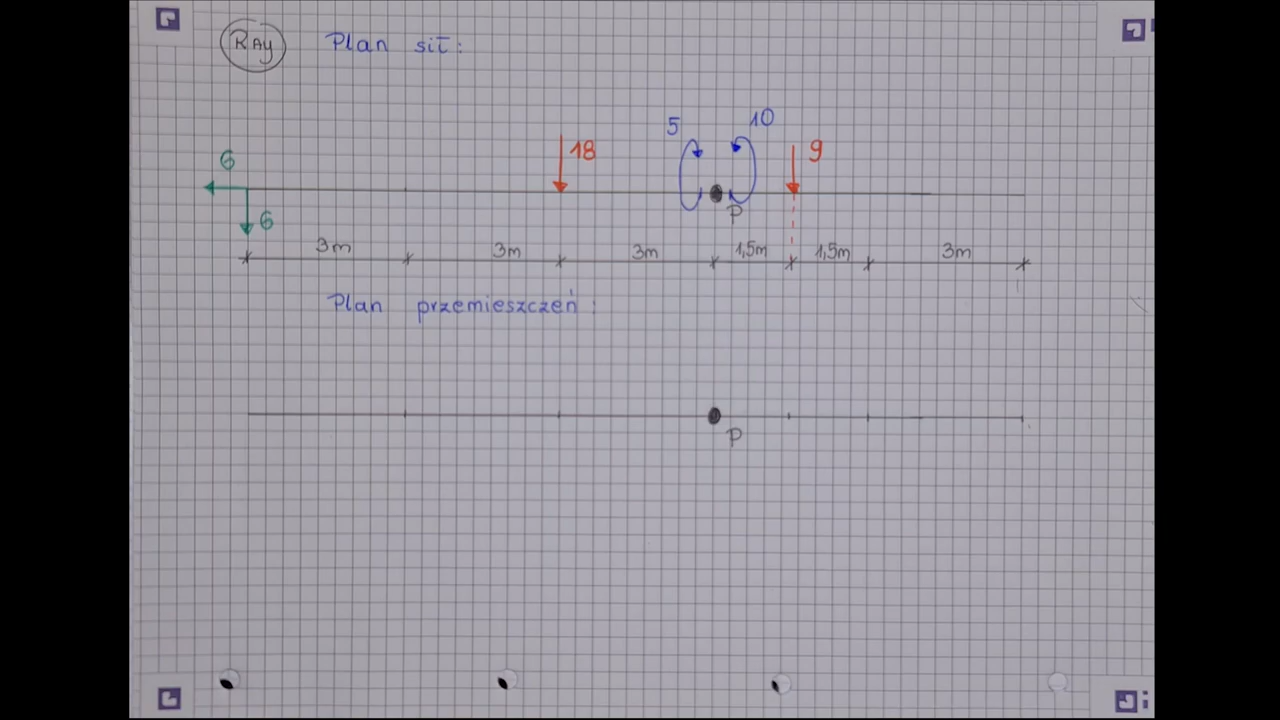 RAy Plan sił:
5 10
6 18 9
6 P
3m 3m 3m 1,5m 1,5m 3m
Plan przemieszczeń:
P